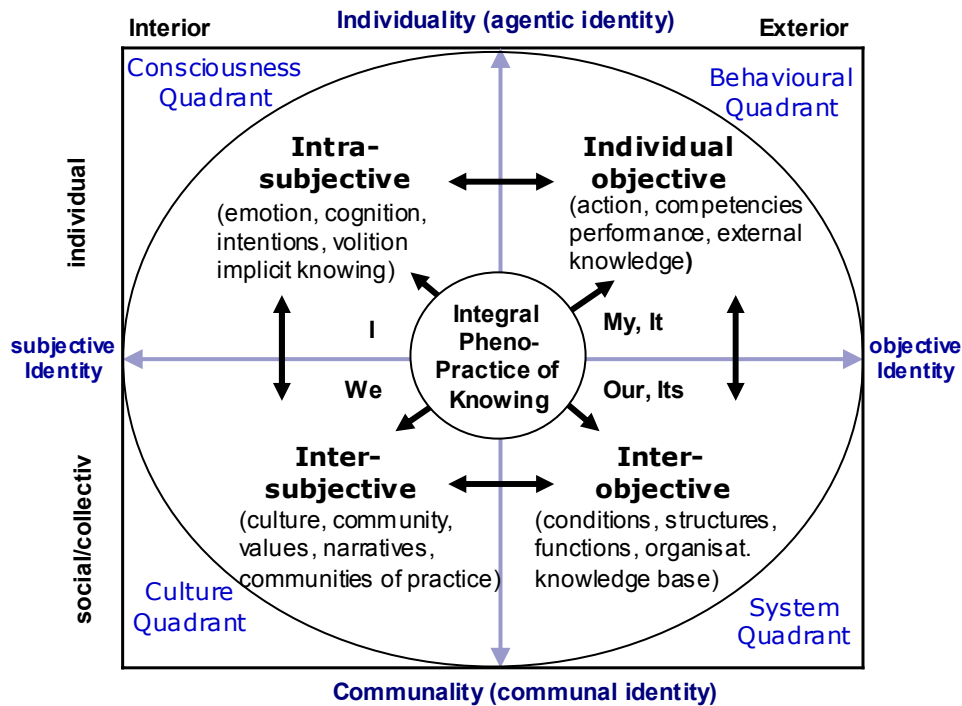 Interior
Individuality (agentic identity)
Exterior
Consciousness
Quadrant
Behavioural
Quadrant
individual
Intra-
subjective
(emotion, cognition,
intentions, volition
implicit knowing)
Individual
objective
(action, competencies
performance, external
knowledge)
I
My, It
Integral
Pheno-
Practice of
Knowing
subjective
Identity
objective
Identity
We
Our, Its
social/collectiv
Inter-
subjective
(culture, community,
values, narratives,
communities of practice)
Inter-
objective
(conditions, structures,
functions, organisat.
knowledge base)
Culture
Quadrant
System
Quadrant
Communality (communal identity)